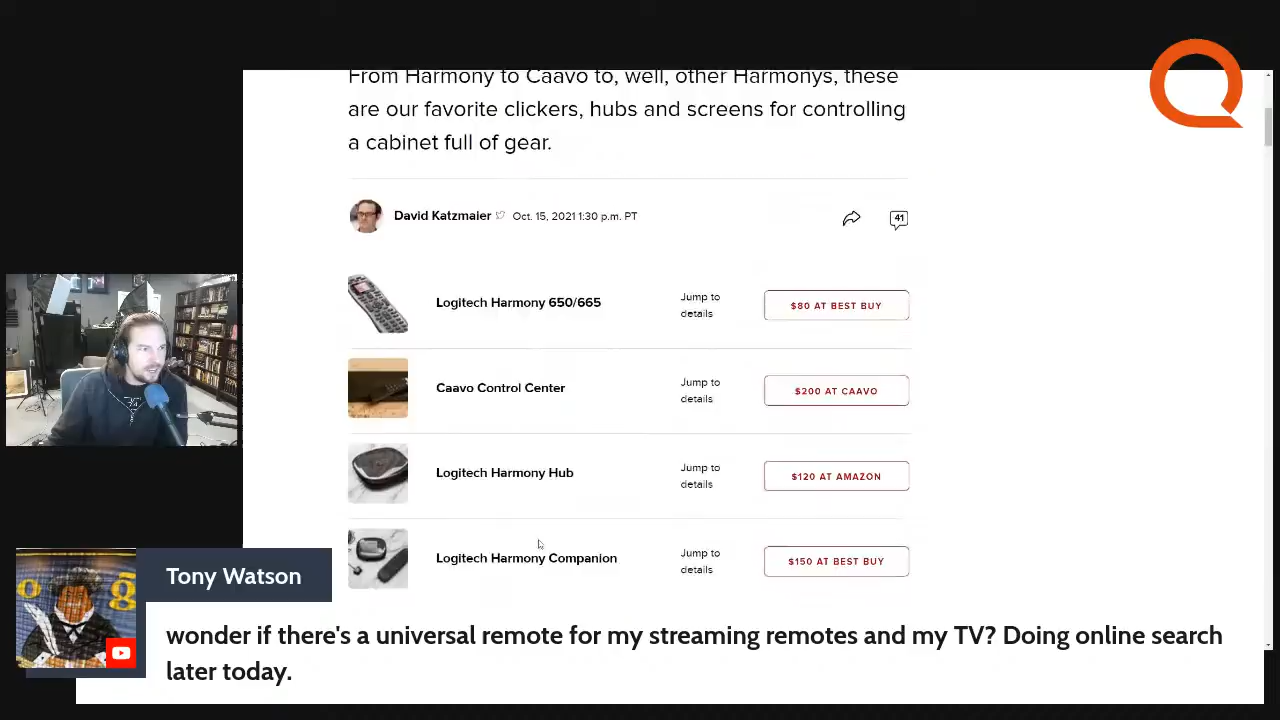 From Harmony to Caavo to, well, other Harmonys, these
are our favorite clickers, hubs and screens for controlling
a cabinet full of gear.
David Katzmaier Oct. 15, 2021 1:30 p.m. PT
41
Logitech Harmony 650/665
Jump to
details
$80 AT BEST BUY
Caavo Control Center
Jump to
details
$200 AT CAAVO
Logitech Harmony Hub
Jump to
details
$120 AT AMAZON
Logitech Harmony Companion
Jump to
details
$150 AT BEST BUY
Tony Watson
wonder if there's a universal remote for my streaming remotes and my TV? Doing online search
later today.